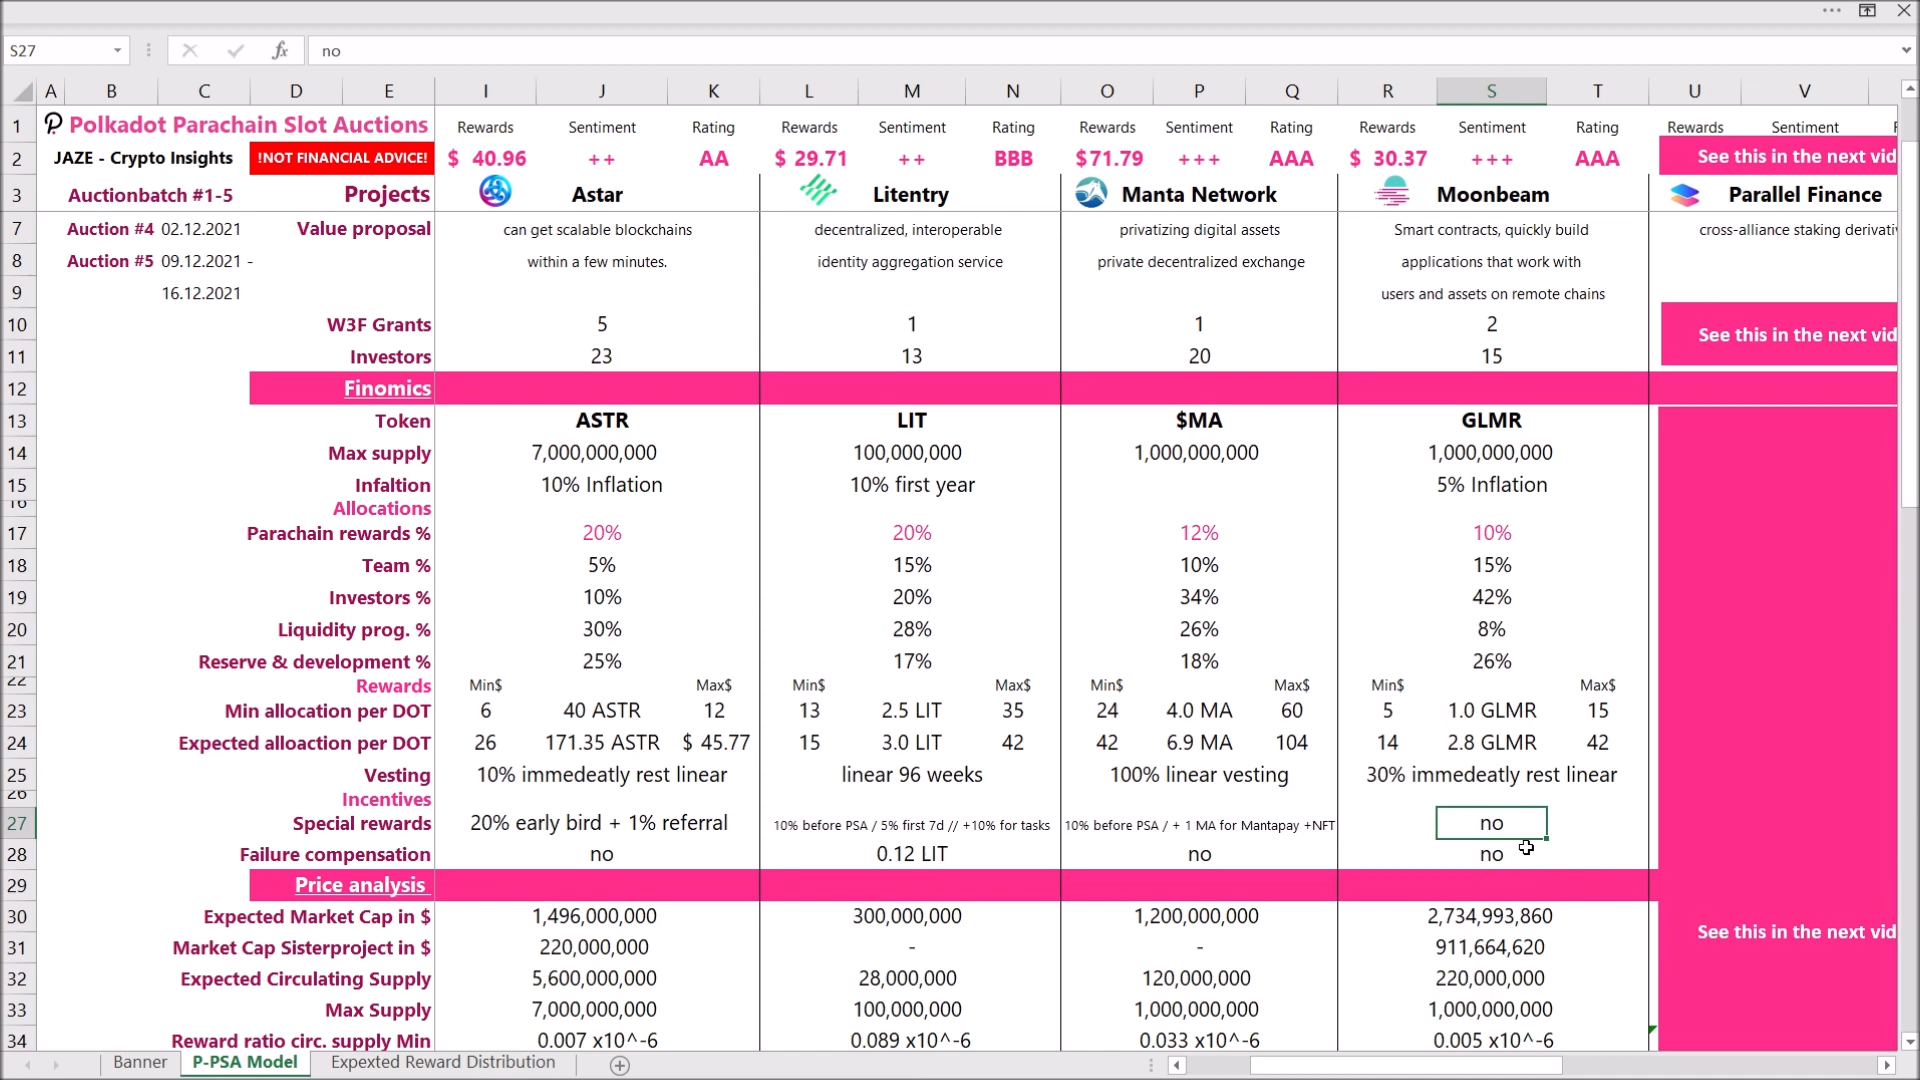 S27 fx no
A B C D E I J K L M N O P Q R S T U V
1 Polkadot Parachain Slot Auctions Rewards Sentiment Rating Rewards Sentiment Rating Rewards Sentiment Rating Rewards Sentiment Rating Rewards Sentiment
2 JAZE - Crypto Insights !NOT FINANCIAL ADVICE! $ 40.96 ++ AA $ 29.71 ++ BBB $71.79 +++ AAA $ 30.37 +++ AAA See this in the next vid
3 Auctionbatch #1-5 Projects Astar Litentry Manta Network Moonbeam Parallel Finance
7 Auction #4 02.12.2021 Value proposal can get scalable blockchains decentralized, interoperable privatizing digital assets Smart contracts, quickly build cross-alliance staking derivativ
8 Auction #5 09.12.2021 - within a few minutes. identity aggregation service private decentralized exchange applications that work with
9 16.12.2021 users and assets on remote chains
10 W3F Grants 5 1 1 2 See this in the next vid
11 Investors 23 13 20 15
12 Finomics
13 Token ASTR LIT $MA GLMR
14 Max supply 7,000,000,000 100,000,000 1,000,000,000 1,000,000,000
15 Infaltion 10% Inflation 10% first year 5% Inflation
16 Allocations
17 Parachain rewards % 20% 20% 12% 10%
18 Team % 5% 15% 10% 15%
19 Investors % 10% 20% 34% 42%
20 Liquidity prog. % 30% 28% 26% 8%
21 Reserve & development % 25% 17% 18% 26%
22 Rewards Min$ Max$ Min$ Max$ Min$ Max$ Min$ Max$
23 Min allocation per DOT 6 40 ASTR 12 13 2.5 LIT 35 24 4.0 MA 60 5 1.0 GLMR 15
24 Expected alloaction per DOT 26 171.35 ASTR $ 45.77 15 3.0 LIT 42 42 6.9 MA 104 14 2.8 GLMR 42
25 Vesting 10% immedeatly rest linear linear 96 weeks 100% linear vesting 30% immedeatly rest linear
26 Incentives
27 Special rewards 20% early bird + 1% referral 10% before PSA / 5% first 7d // +10% for tasks 10% before PSA / + 1 MA for Mantapay +NFT no
28 Failure compensation no 0.12 LIT no no
29 Price analysis
30 Expected Market Cap in $ 1,496,000,000 300,000,000 1,200,000,000 2,734,993,860 See this in the next vid
31 Market Cap Sisterproject in $ 220,000,000 - - 911,664,620
32 Expected Circulating Supply 5,600,000,000 28,000,000 120,000,000 220,000,000
33 Max Supply 7,000,000,000 100,000,000 1,000,000,000 1,000,000,000
34 Reward ratio circ. supply Min 0.007 x10^-6 0.089 x10^-6 0.033 x10^-6 0.005 x10^-6
Banner P-PSA Model Expexted Reward Distribution